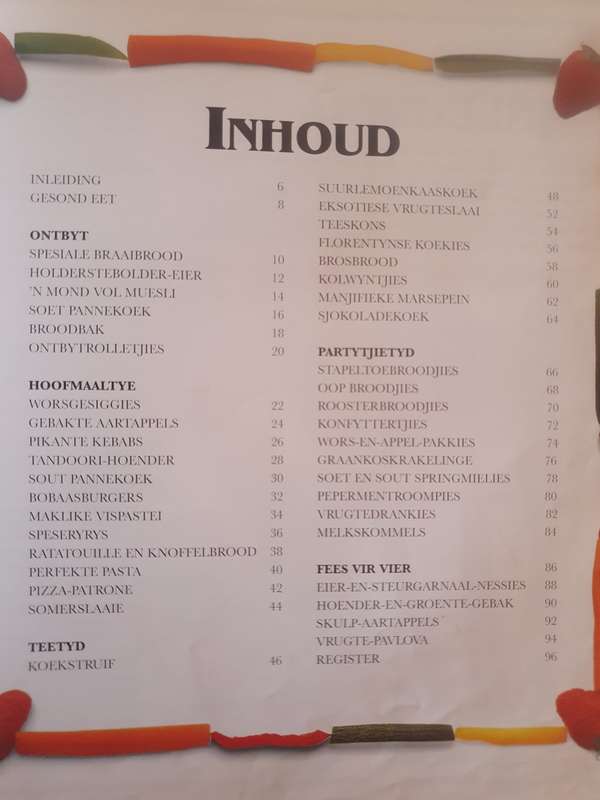 INHOUD
INLEIDING 6
GESOND EET 8
ONTBYT
SPESIALE BRAAIBROOD 10
HOLDERSTEBOLDER-EIER 12
'N MOND VOL MUESLI 14
SOET PANNEKOEK 16
BROODBAK 18
ONTBYTROLLETJIES 20
HOOFMAALTYE
WORSGESIGGIES 22
GEBAKTE AARTAPPELS 24
PIKANTE KEBABS 26
TANDOORI-HOENDER 28
SOUT PANNEKOEK 30
BOBAASBURGERS 32
MAKLIKE VISPASTEI 34
SPESERYRYS 36
RATATOUILLE EN KNOFFELBROOD 38
PERFEKTE PASTA 40
PIZZA-PATRONE 42
SOMERSLAAIE 44
TEETYD
KOEKSTRUIF 46
SUURLEMOENKAASKOEK 48
EKSOTIESE VRUGTESLAAI 52
TEESKONS 54
FLORENTYNSE KOEKIES 56
BROSBROOD 58
KOLWYNTJIES 60
MANJIFIEKE MARSEPEIN 62
SJOKOLADEKOEK 64
PARTYTJIETYD
STAPELTOEBROODJIES 66
OOP BROODJIES 68
ROOSTERBROODJIES 70
KONFYTTERTJIES 72
WORS-EN-APPEL-PAKKIES 74
GRAANKOSKRAKELINGE 76
SOET EN SOUT SPRINGMIELIES 78
PEPERMENTROOMPIES 80
VRUGTEDRANKIES 82
MELKSKOMMELS 84
FEES VIR VIER 86
EIER-EN-STEURGARNAAL-NESSIES 88
HOENDER-EN-GROENTE-GEBAK 90
SKULP-AARTAPPELS 92
VRUGTE-PAVLOVA 94
REGISTER 96